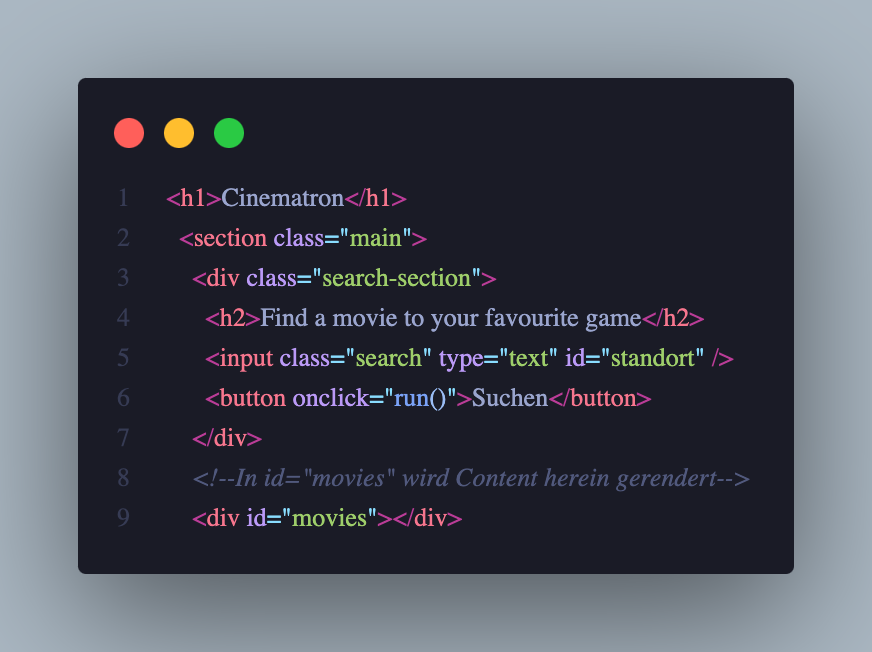 1 <h1>Cinematron</h1>
2 <section class="main">
3 <div class="search-section">
4 <h2>Find a movie to your favourite game</h2>
5 <input class="search" type="text" id="standort" />
6 <button onclick="run()">Suchen</button>
7 </div>
8 <!--In id="movies" wird Content herein gerendert-->
9 <div id="movies"></div>